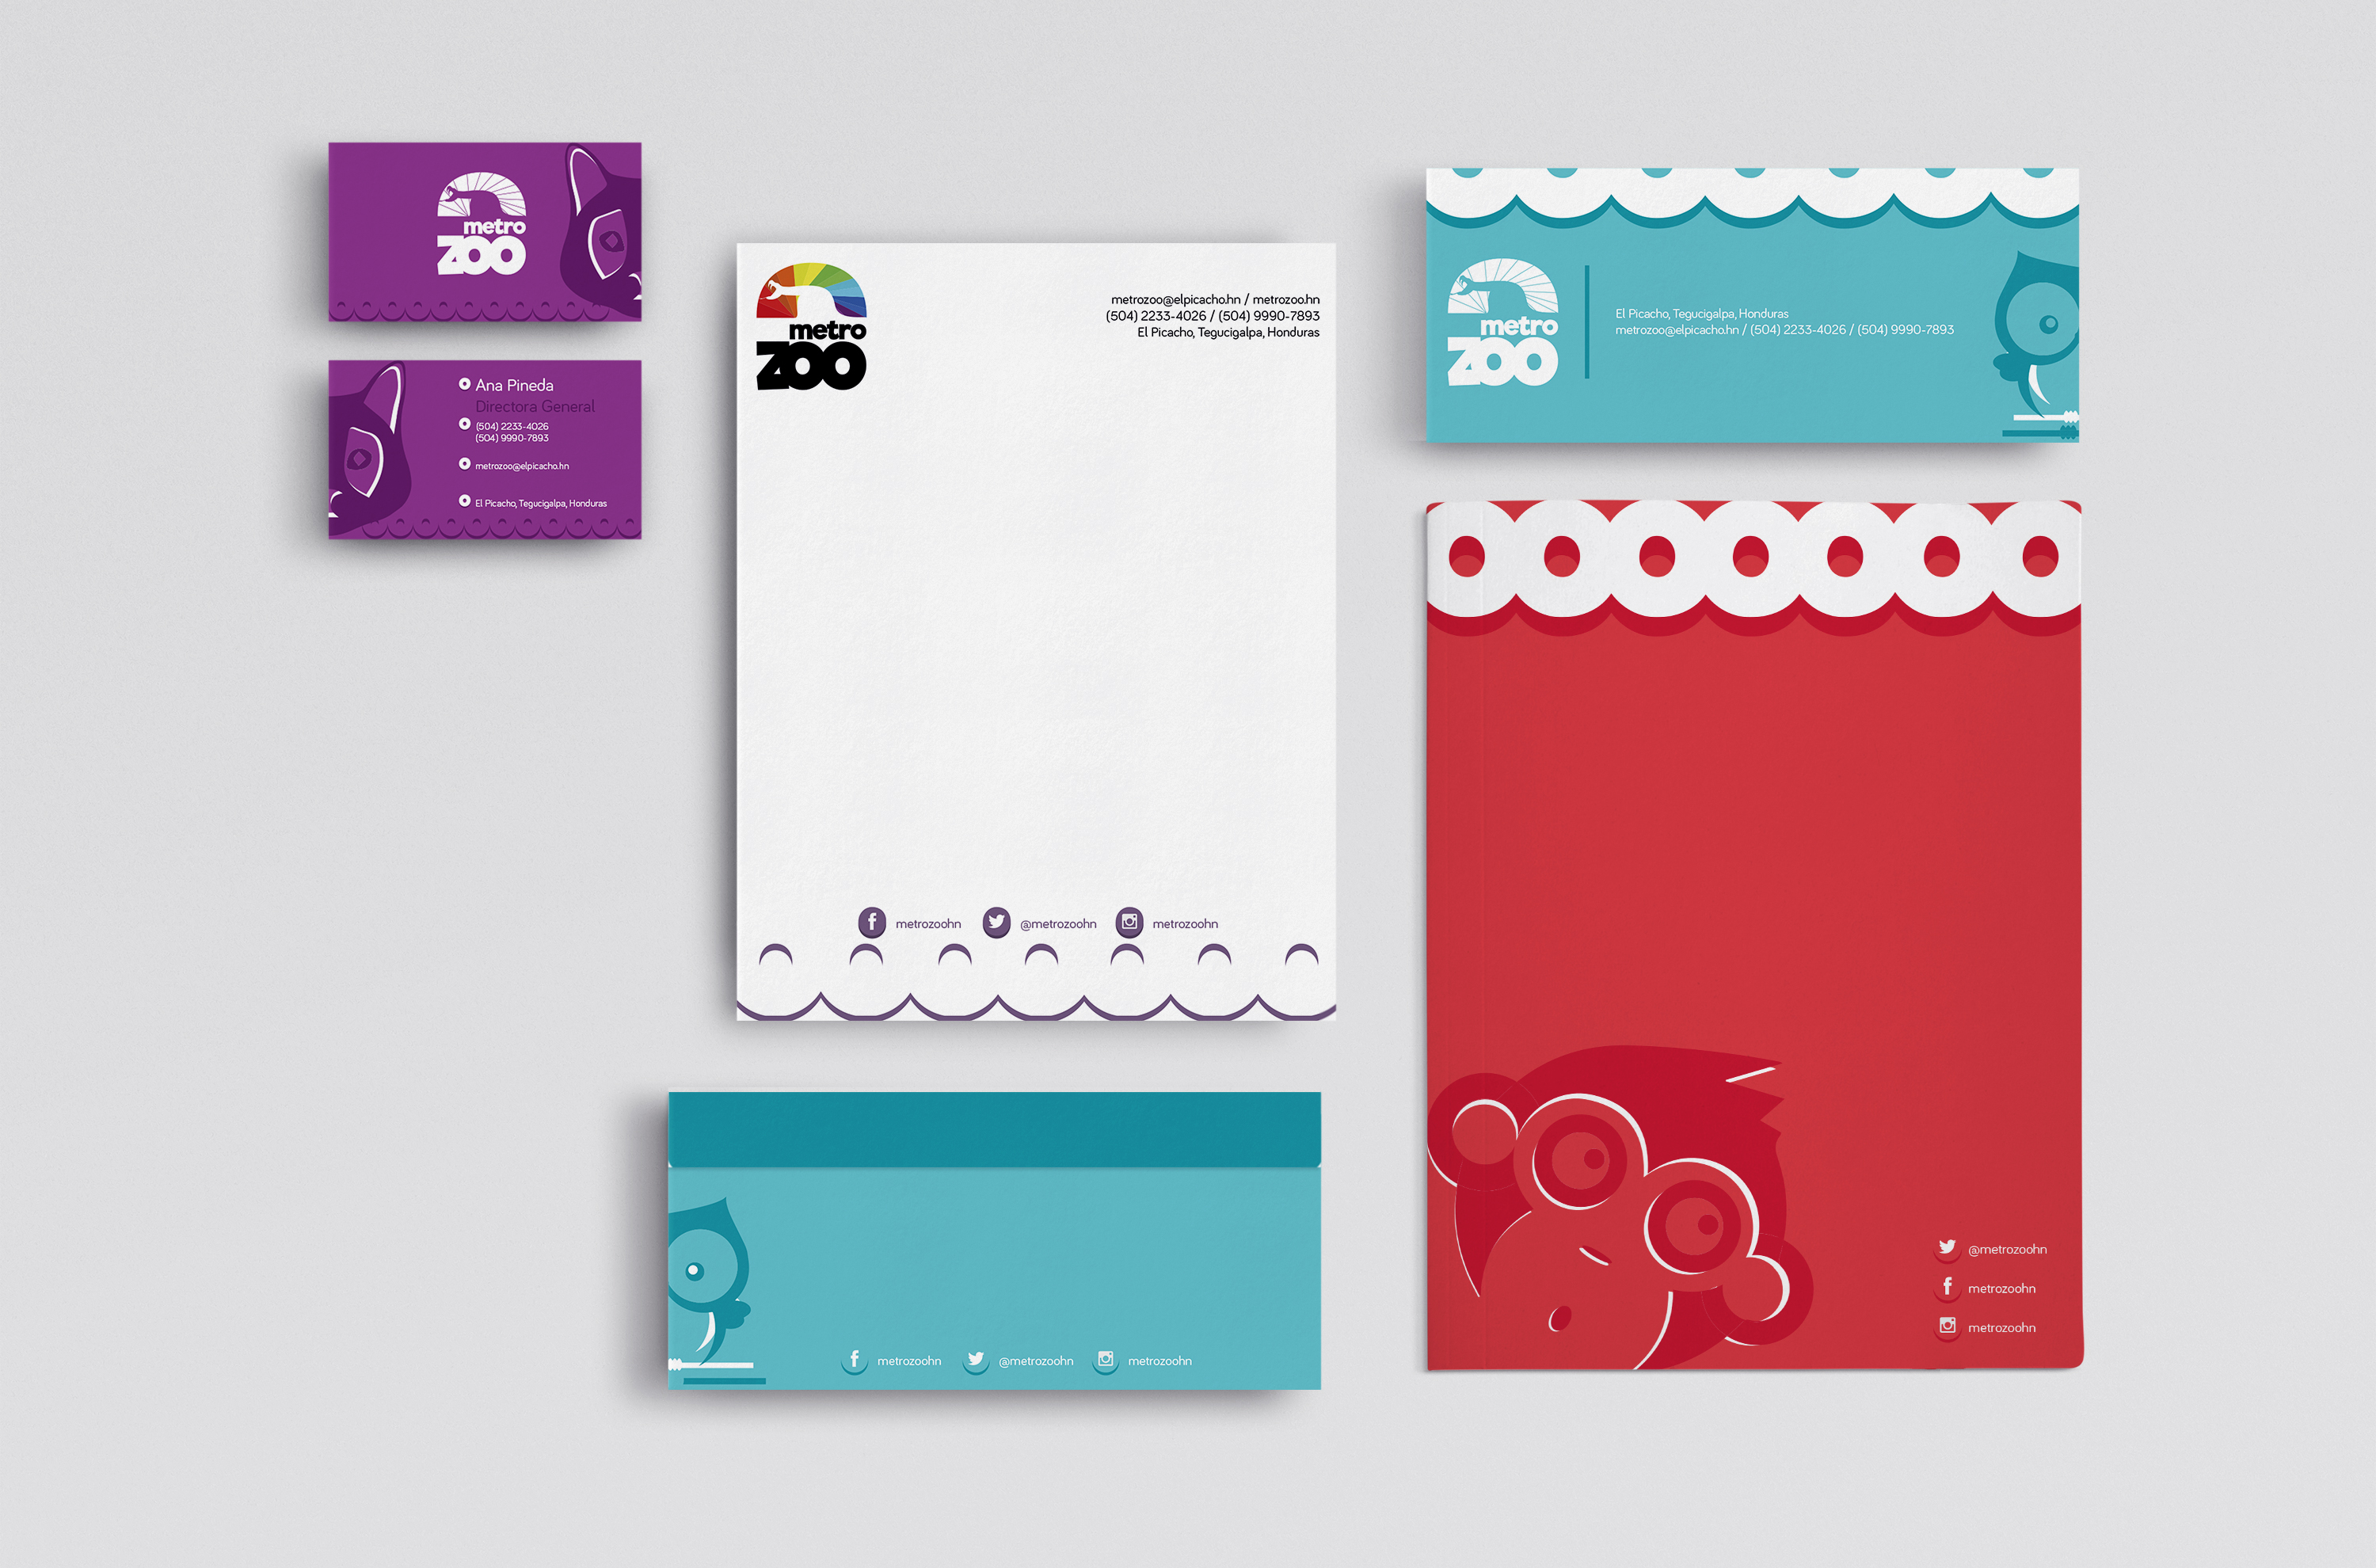 metro
ZOO
Ana Pineda
Directora General
(504) 2233-4026
(504) 9990-7893
metrozoo@elpicacho.hn
El Picacho, Tegucigalpa, Honduras
metro
ZOO
metrozoo@elpicacho.hn / metrozoo.hn
(504) 2233-4026 / (504) 9990-7893
El Picacho, Tegucigalpa, Honduras
metrozoohn @metrozoohn metrozoohn
metrozoohn @metrozoohn metrozoohn
metro
ZOO
El Picacho, Tegucigalpa, Honduras
metrozoo@elpicacho.hn / (504) 2233-4026 / (504) 9990-7893
@metrozoohn
metrozoohn
metrozoohn